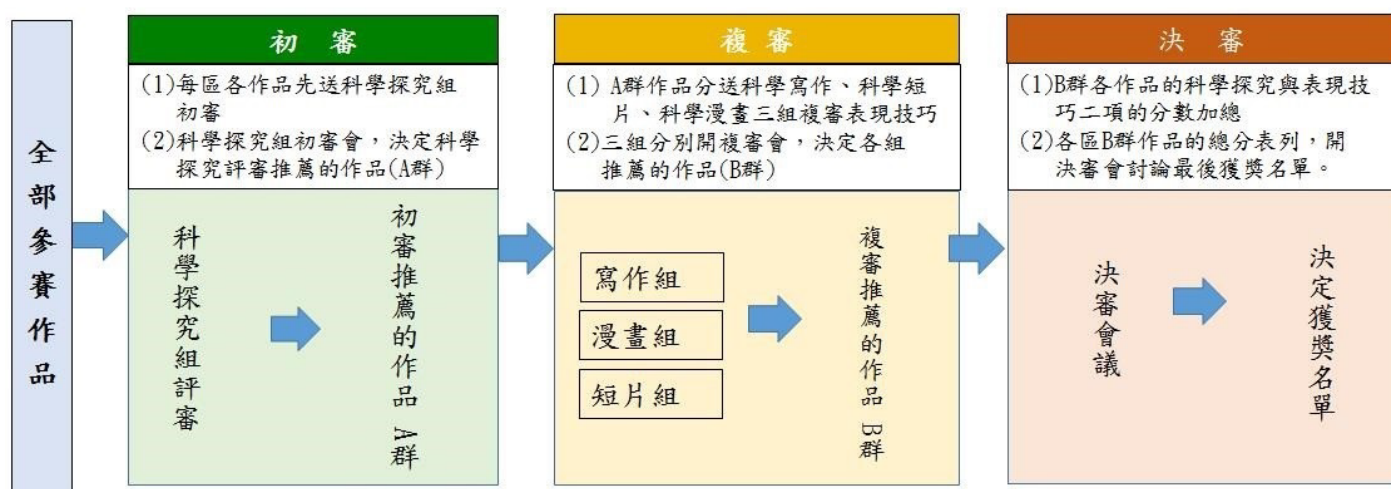 全部參賽作品
初 審
(1)每區各作品先送科學探究組
初審
(2)科學探究組初審會，決定科學
探究評審推薦的作品(A群)
科學探究組評審
初審推薦的作品 A群
複 審
(1) A群作品分送科學寫作、科學短
片、科學漫畫三組複審表現技巧
(2)三組分別開複審會，決定各組
推薦的作品(B群)
寫作組
漫畫組
短片組
複審推薦的作品 B群
決 審
(1)B群各作品的科學探究與表現技
巧二項的分數加總
(2)各區B群作品的總分表列，開
決審會討論最後獲獎名單。
決審會議
決定獲獎名單